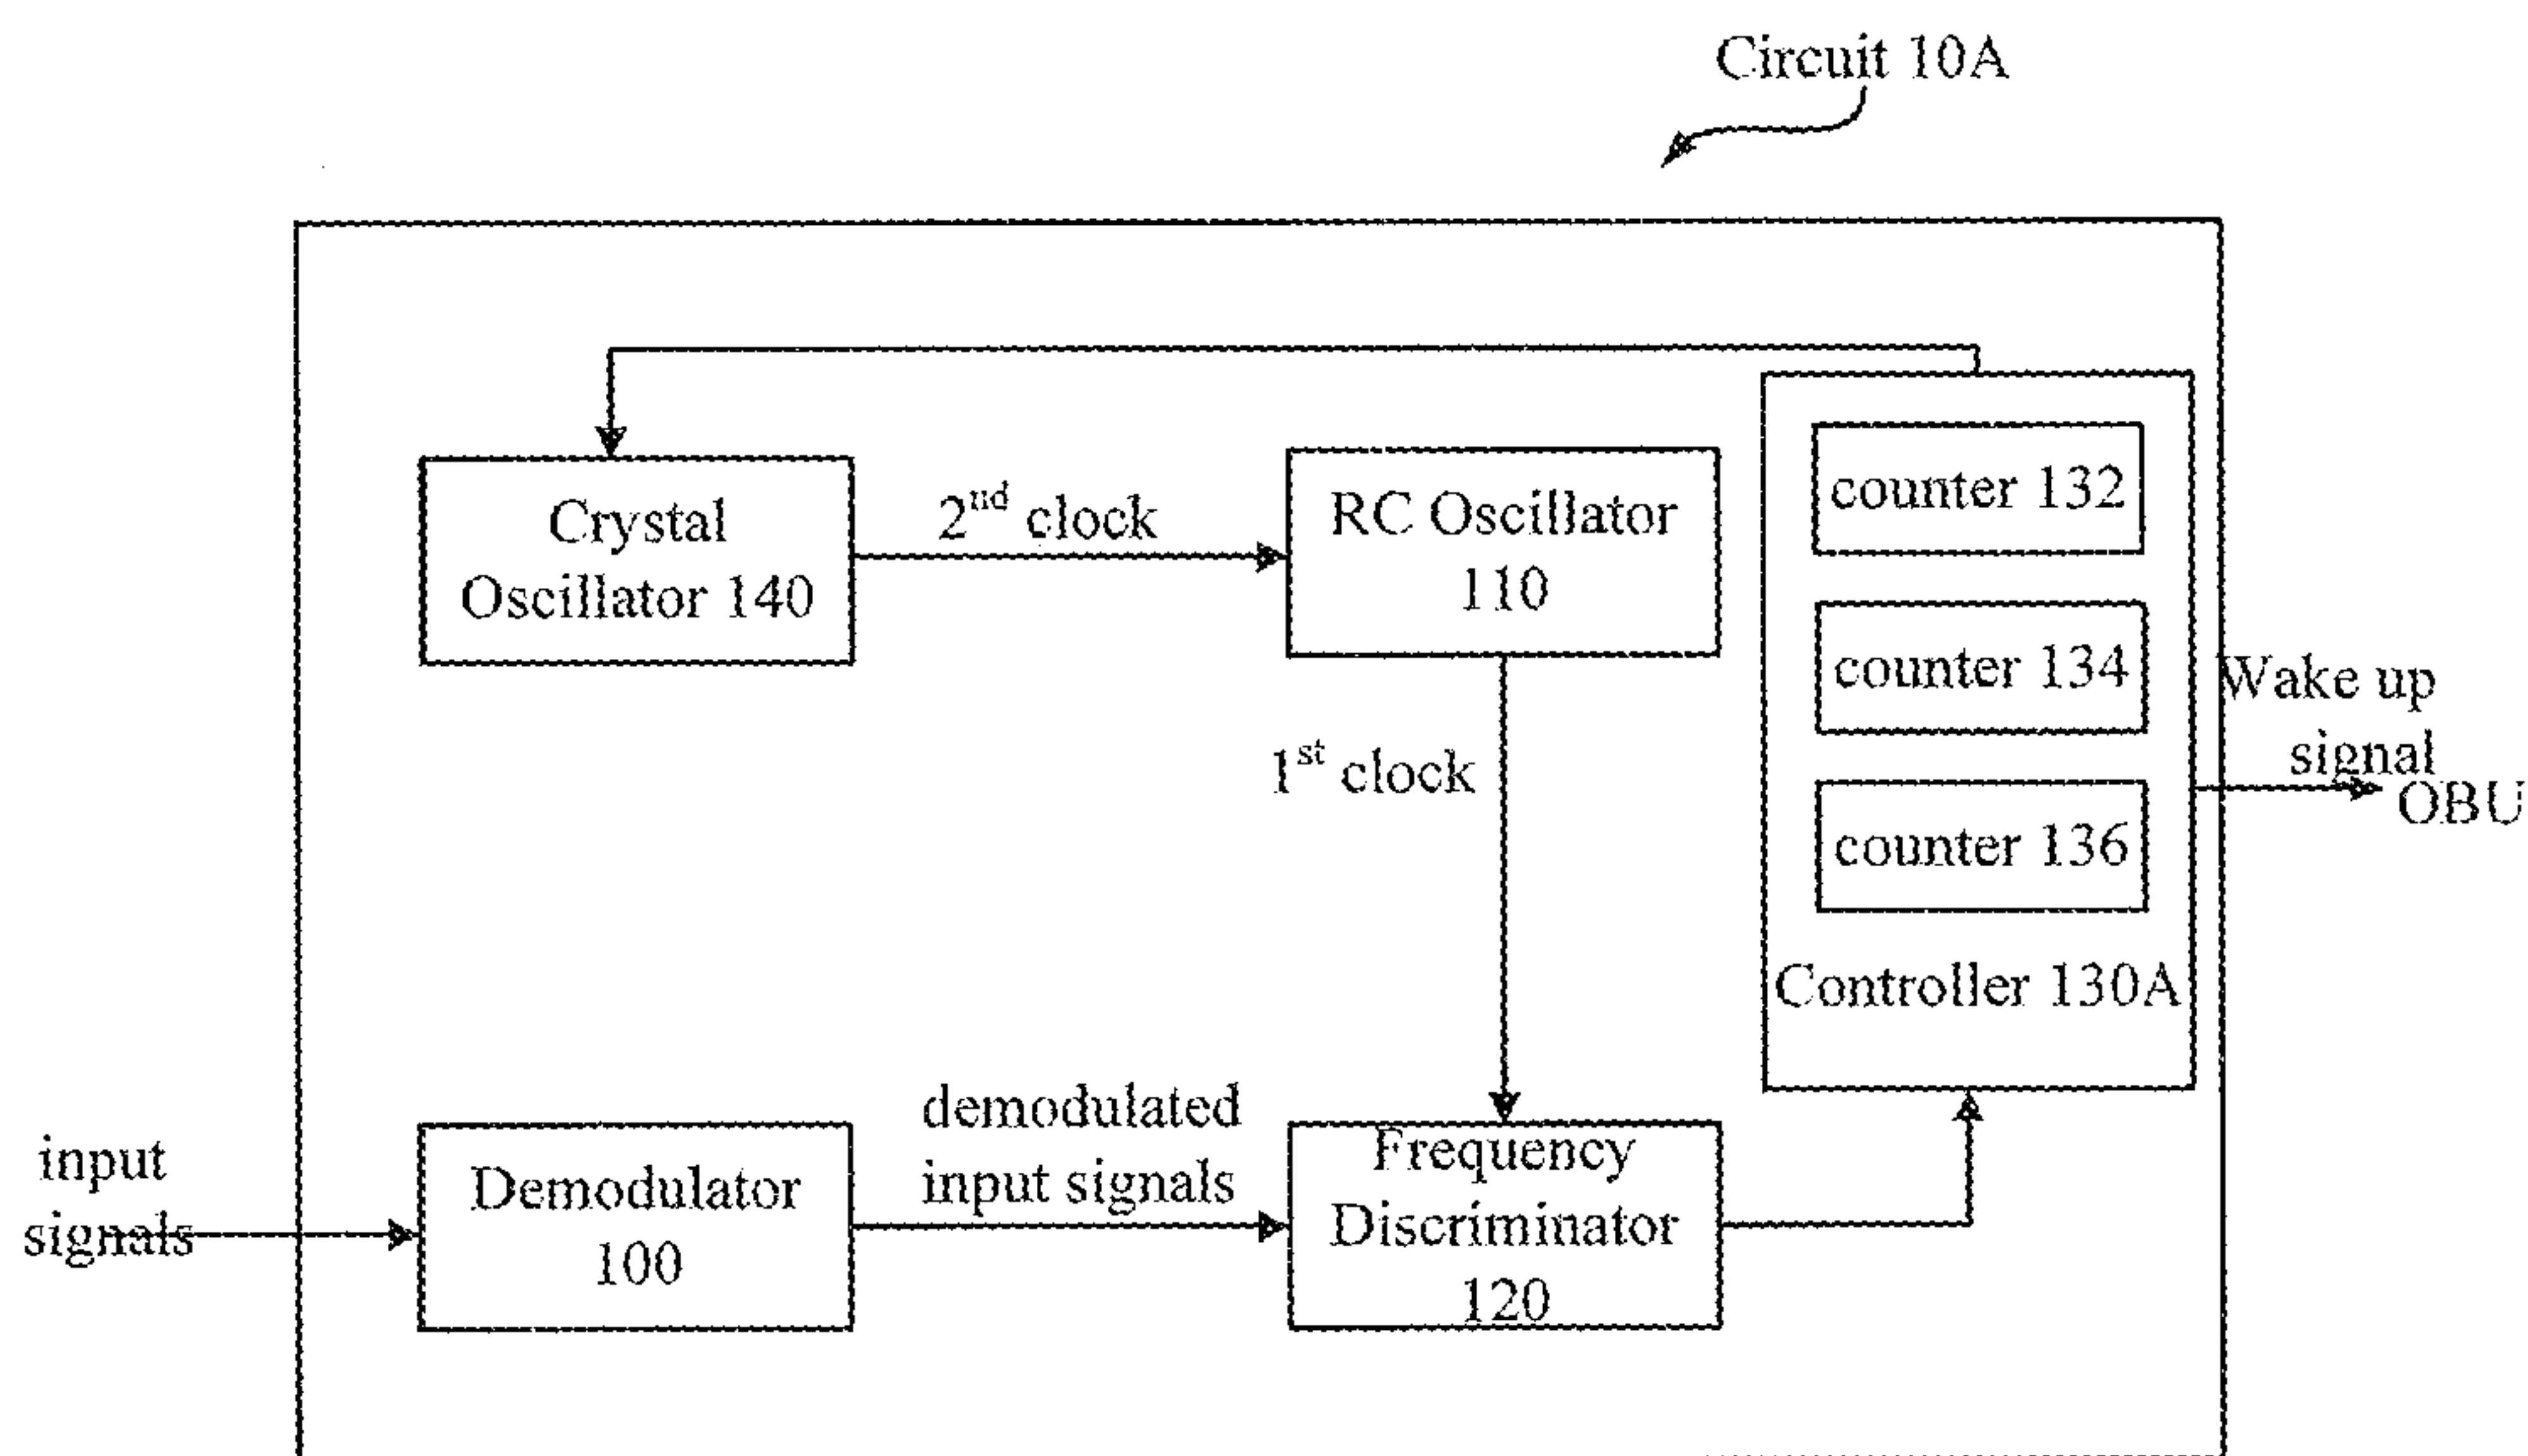 Circuit 10A
Crystal
Oscillator 140
2nd clock
RC Oscillator
110
counter 132
counter 134
counter 136
Controller 130A
Wake up
signal
OBU
1st clock
input
signals
Demodulator
100
demodulated
input signals
Frequency
Discriminator
120